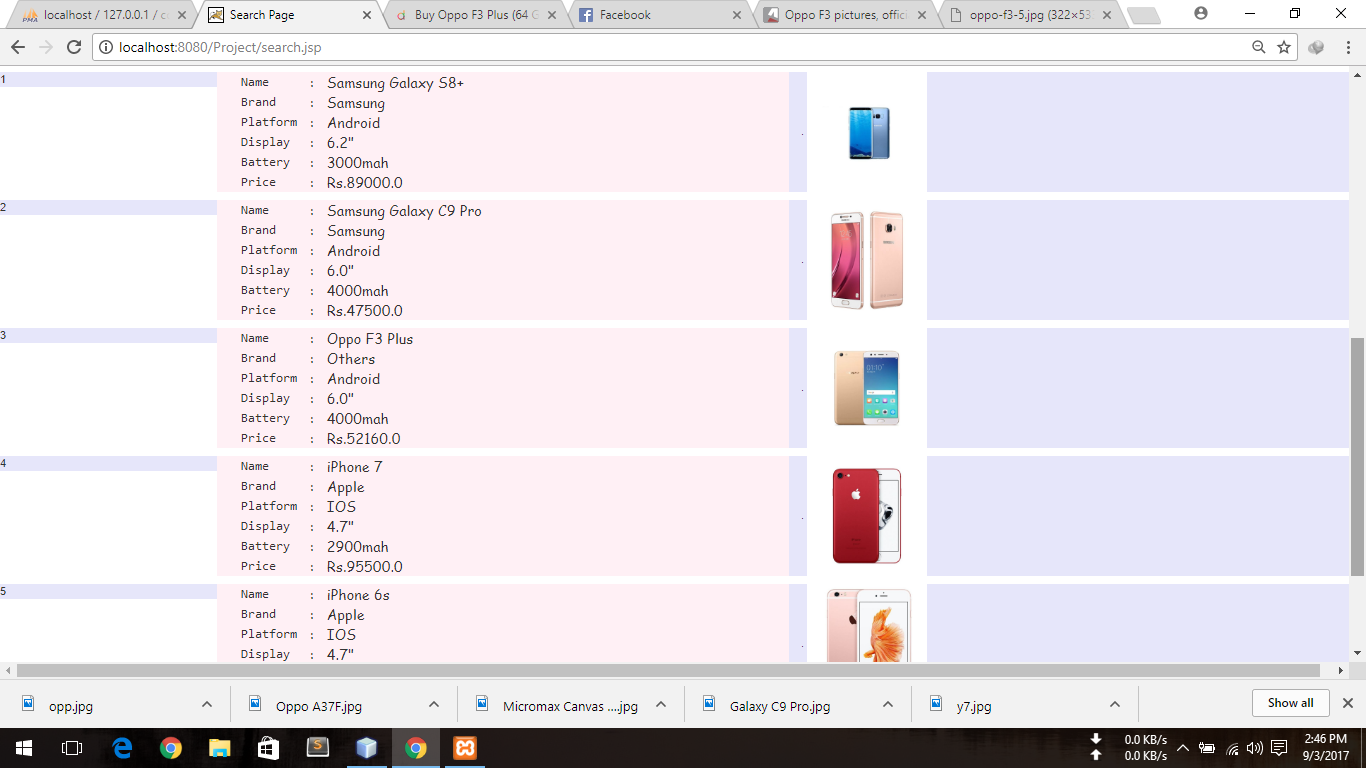 localhost / 127.0.0.1 / c
Search Page
Buy Oppo F3 Plus (64 G
Facebook
Oppo F3 pictures, offici
oppo-f3-5.jpg (322×53
localhost:8080/Project/search.jsp
1
Name : Samsung Galaxy S8+
Brand : Samsung
Platform : Android
Display : 6.2"
Battery : 3000mah
Price : Rs.89000.0
2
Name : Samsung Galaxy C9 Pro
Brand : Samsung
Platform : Android
Display : 6.0"
Battery : 4000mah
Price : Rs.47500.0
3
Name : Oppo F3 Plus
Brand : Others
Platform : Android
Display : 6.0"
Battery : 4000mah
Price : Rs.52160.0
4
Name : iPhone 7
Brand : Apple
Platform : IOS
Display : 4.7"
Battery : 2900mah
Price : Rs.95500.0
5
Name : iPhone 6s
Brand : Apple
Platform : IOS
Display : 4.7"
opp.jpg
Oppo A37F.jpg
Micromax Canvas ....jpg
Galaxy C9 Pro.jpg
y7.jpg
Show all
0.0 KB/s
0.0 KB/s
2:46 PM
9/3/2017